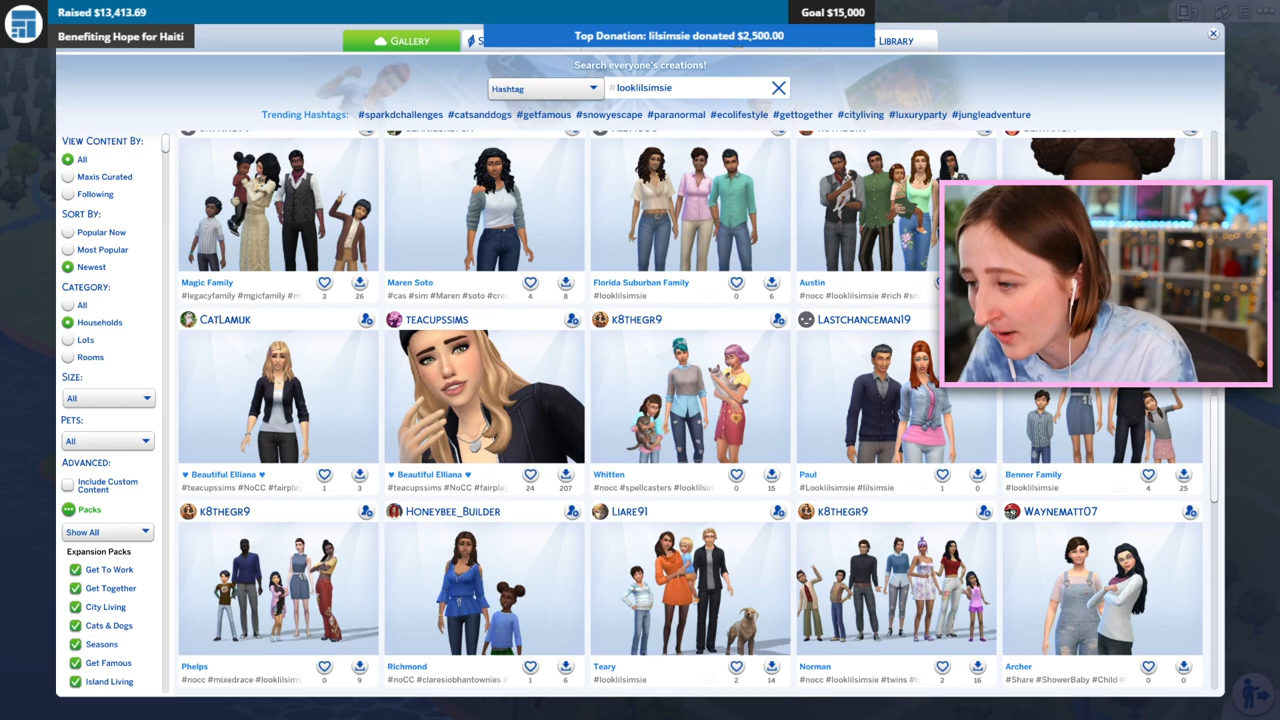 Raised $13,413.69
Goal $15,000
Benefiting Hope for Haiti
Top Donation: lilsimsie donated $2,500.00
GALLERY
LIBRARY
Search everyone's creations!
Hashtag
# looklilsimsie
Trending Hashtags: #sparkdchallenges #catsanddogs #getfamous #snowyescape #paranormal #ecolifestyle #gettogether #cityliving #luxuryparty #jungleadventure
VIEW CONTENT BY:
All
Maxis Curated
Following
SORT BY:
Popular Now
Most Popular
Newest
CATEGORY:
All
Households
Lots
Rooms
SIZE:
All
PETS:
All
ADVANCED:
Include Custom
Content
Packs
Show All
Expansion Packs
Get To Work
Get Together
City Living
Cats & Dogs
Seasons
Get Famous
Island Living
Magic Family
3 26
#legacyfamily #mgicfamily #m
Maren Soto
4 8
#cas #sim #Maren #soto #cre
Florida Suburban Family
0 6
#looklilsimsie
Austin
#nocc #looklilsimsie #rich #sn
CATLAMUK
TEACUPSSIMS
K8THEGR9
LASTCHANCEMAN19
♥ Beautiful Elliana ♥
1 3
#teacupssims #NoCC #fairplay
♥ Beautiful Elliana ♥
24 207
#teacupssims #NoCC #fairplay
Whitten
0 15
#nocc #spellcasters #looklilsim
Paul
1 0
#Looklilsimsie #lilsimsie
Benner Family
4 25
#looklilsimsie
K8THEGR9
HONEYBEE_BUILDER
LIARE91
K8THEGR9
WAYNEMATT07
Phelps
0 9
#nocc #mixedrace #looklilsims
Richmond
1 6
#noCC #claresiobhantownies
Teary
2 14
#looklilsimsie
Norman
2 16
#nocc #looklilsimsie #twins #b
Archer
0 0
#Share #ShowerBaby #Child #